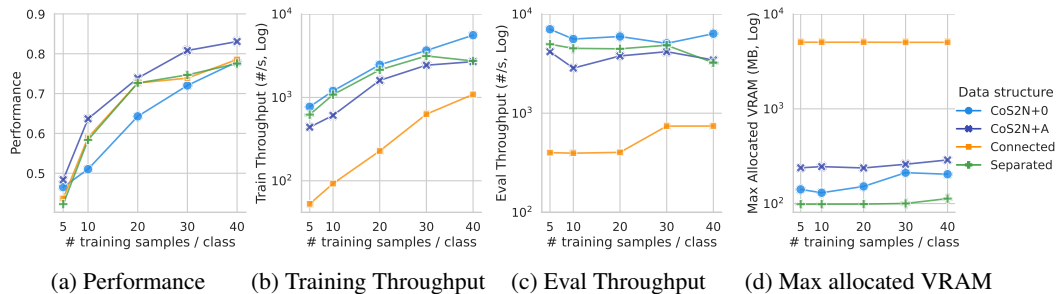 Performance
0.9
0.8
0.7
0.6
0.5
5 10 20 30 40
# training samples / class
(a) Performance
Train Throughput (#/s, Log)
10^4
10^3
10^2
5 10 20 30 40
# training samples / class
(b) Training Throughput
Eval Throughput (#/s, Log)
10^4
10^3
10^2
5 10 20 30 40
# training samples / class
(c) Eval Throughput
Max Allocated VRAM (MB, Log)
10^4
10^3
10^2
5 10 20 30 40
# training samples / class
(d) Max allocated VRAM
Data structure
CoS2N+0
CoS2N+A
Connected
Separated